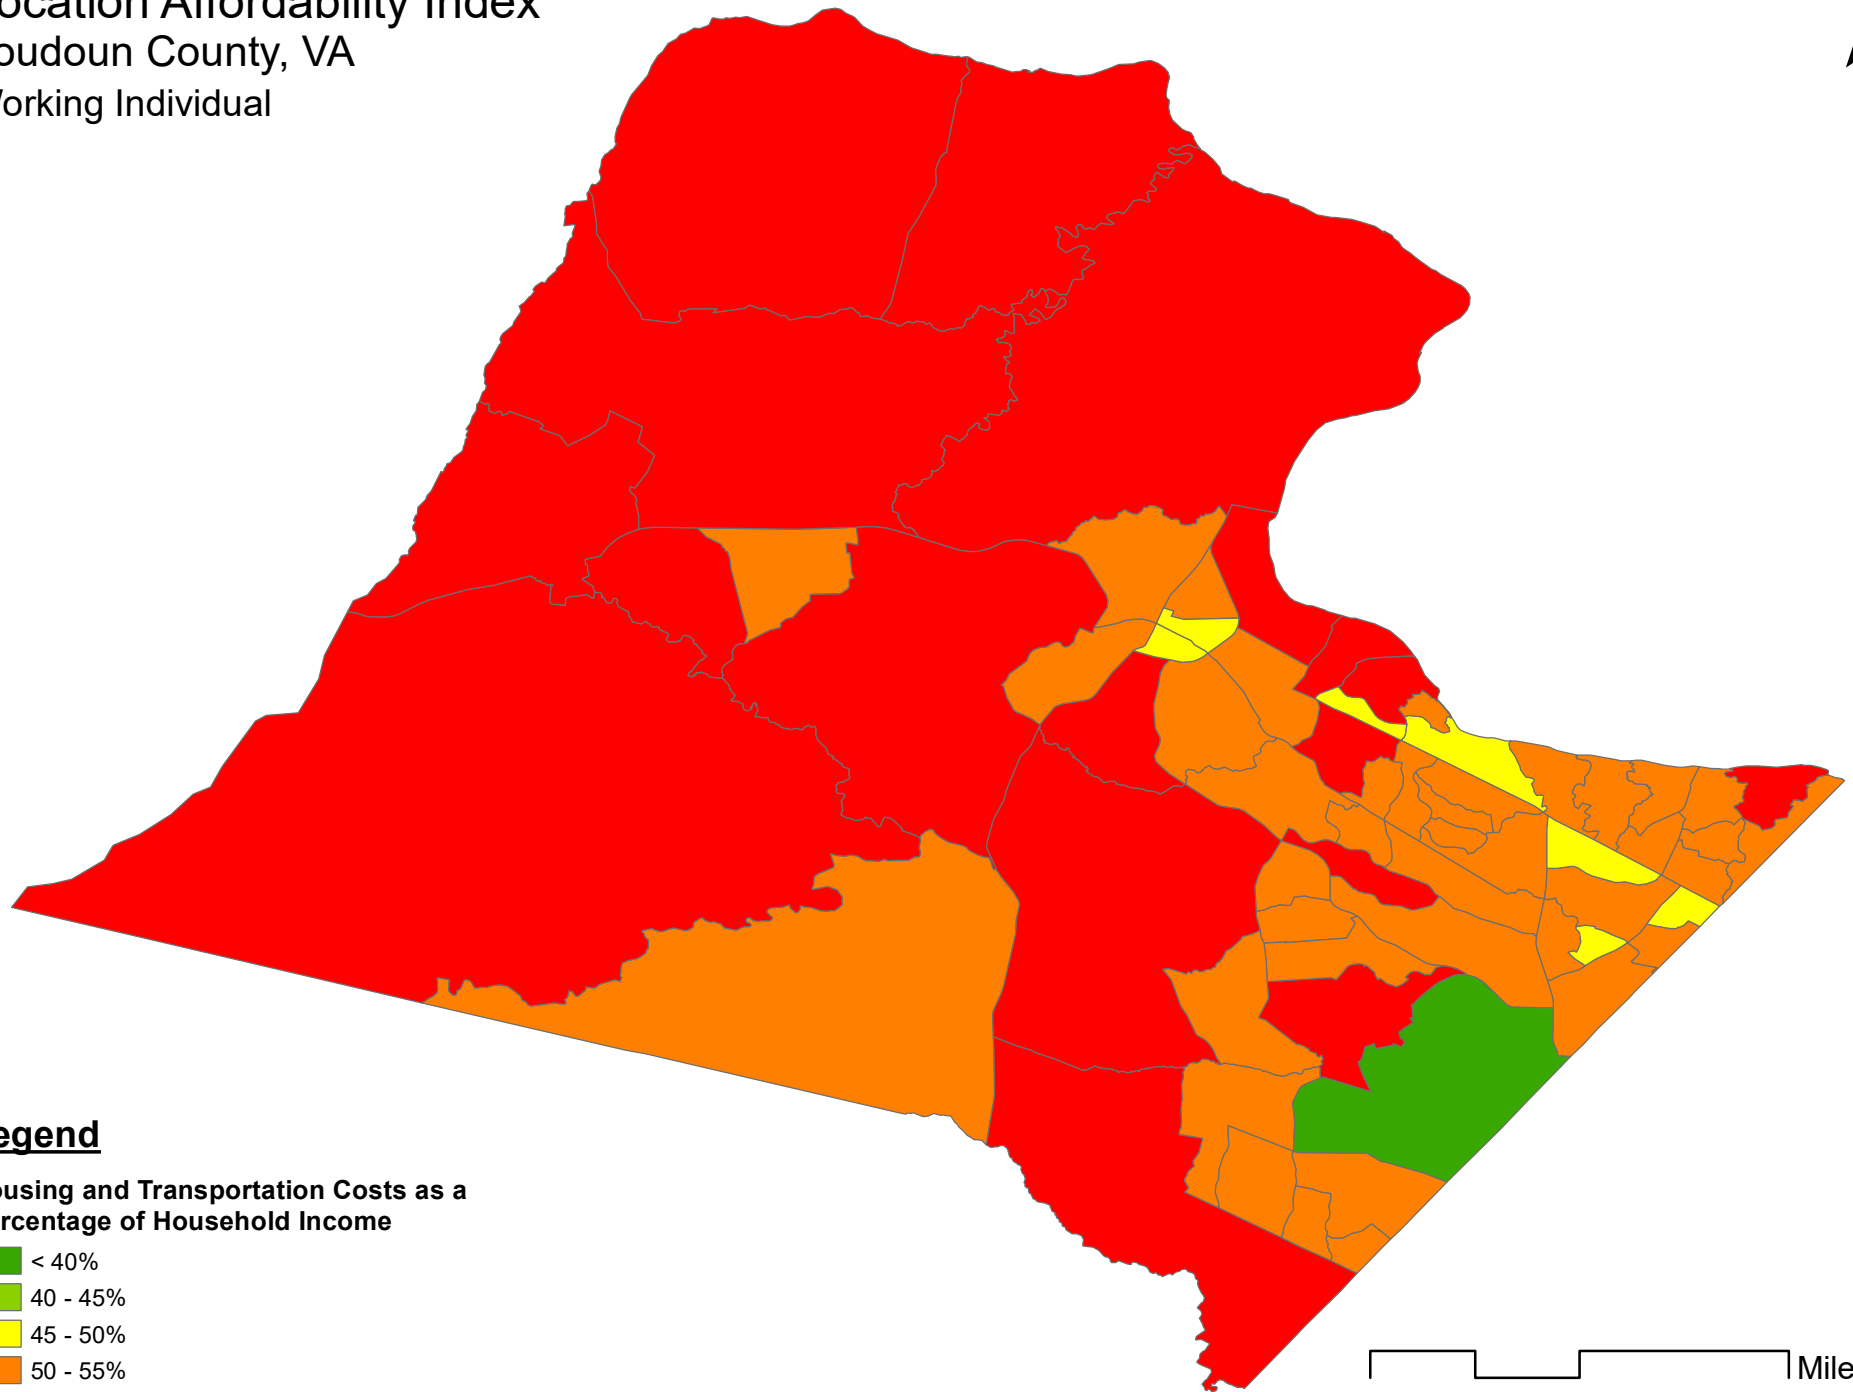 ocation Affordability Index
oudoun County, VA
orking Individual
egend
ousing and Transportation Costs as a
rcentage of Household Income
< 40%
40 - 45%
45 - 50%
50 - 55%
Mile